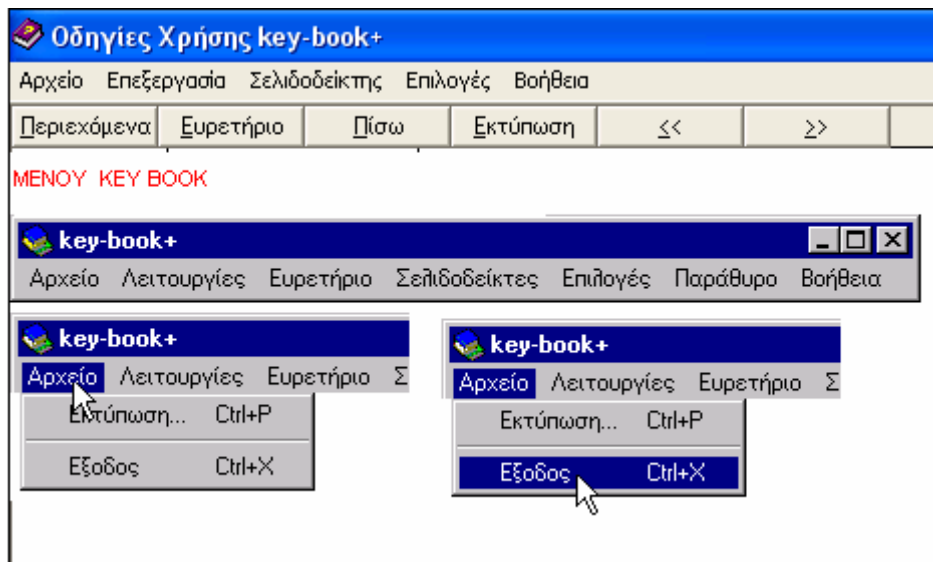 Οδηγίες Χρήσης key-book+
Αρχείο Επεξεργασία Σελιδοδείκτης Επιλογές Βοήθεια
Περιεχόμενα Ευρετήριο Πίσω Εκτύπωση << >>
ΜΕΝΟΥ KEY BOOK
key-book+
Αρχείο Λειτουργίες Ευρετήριο Σελιδοδείκτες Επιλογές Παράθυρο Βοήθεια
key-book+
Αρχείο Λειτουργίες Ευρετήριο Σ
Εκτύπωση... Ctrl+P
Εξοδος Ctrl+X
key-book+
Αρχείο Λειτουργίες Ευρετήριο Σ
Εκτύπωση... Ctrl+P
Εξοδος Ctrl+X